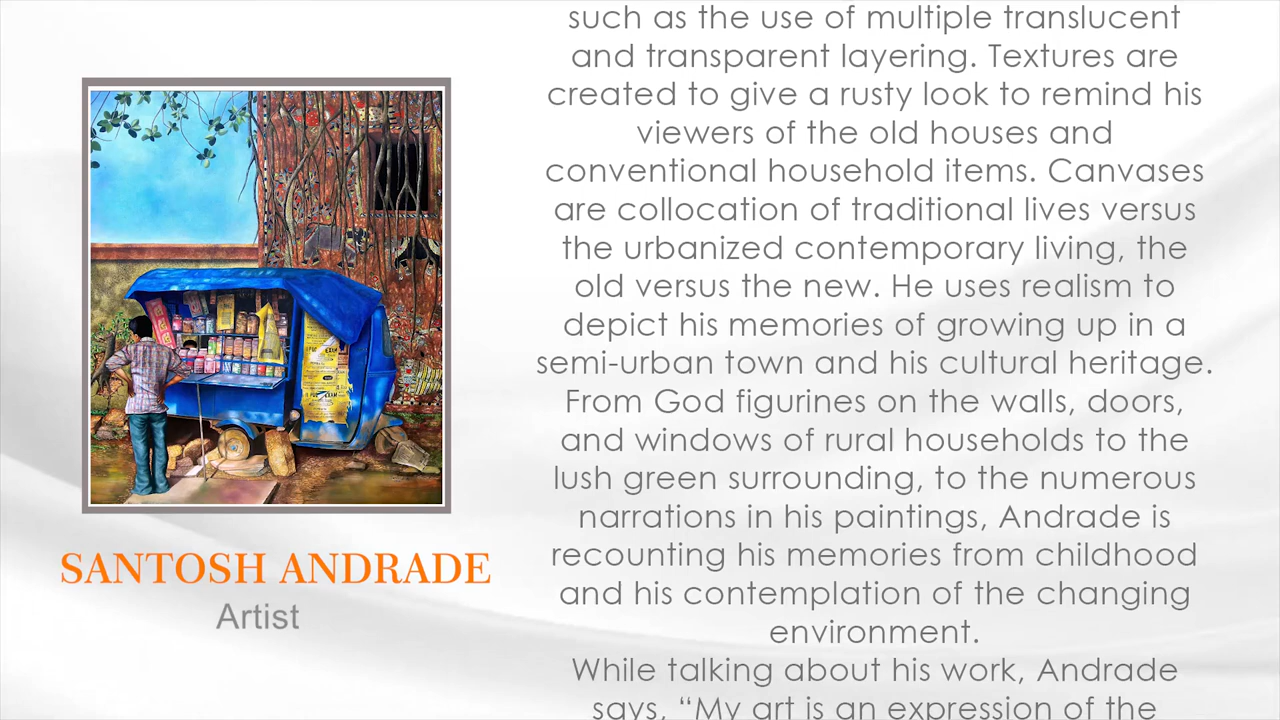 such as the use of multiple translucent
and transparent layering. Textures are
created to give a rusty look to remind his
viewers of the old houses and
conventional household items. Canvases
are collocation of traditional lives versus
the urbanized contemporary living, the
old versus the new. He uses realism to
depict his memories of growing up in a
semi-urban town and his cultural heritage.
From God figurines on the walls, doors,
and windows of rural households to the
lush green surrounding, to the numerous
narrations in his paintings, Andrade is
recounting his memories from childhood
and his contemplation of the changing
environment.
While talking about his work, Andrade
says, “My art is an expression of the
SANTOSH ANDRADE
Artist